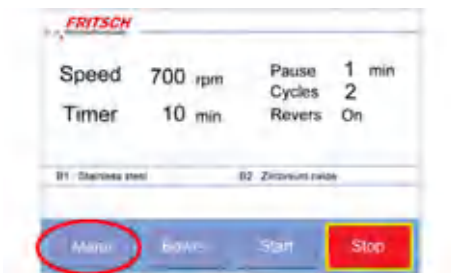 FRITSCH
Speed 700 rpm Pause 1 min
Cycles 2
Timer 10 min Revers On
B1 : Stainless steel B2 Zirconium oxide
Menu Bowls Start Stop